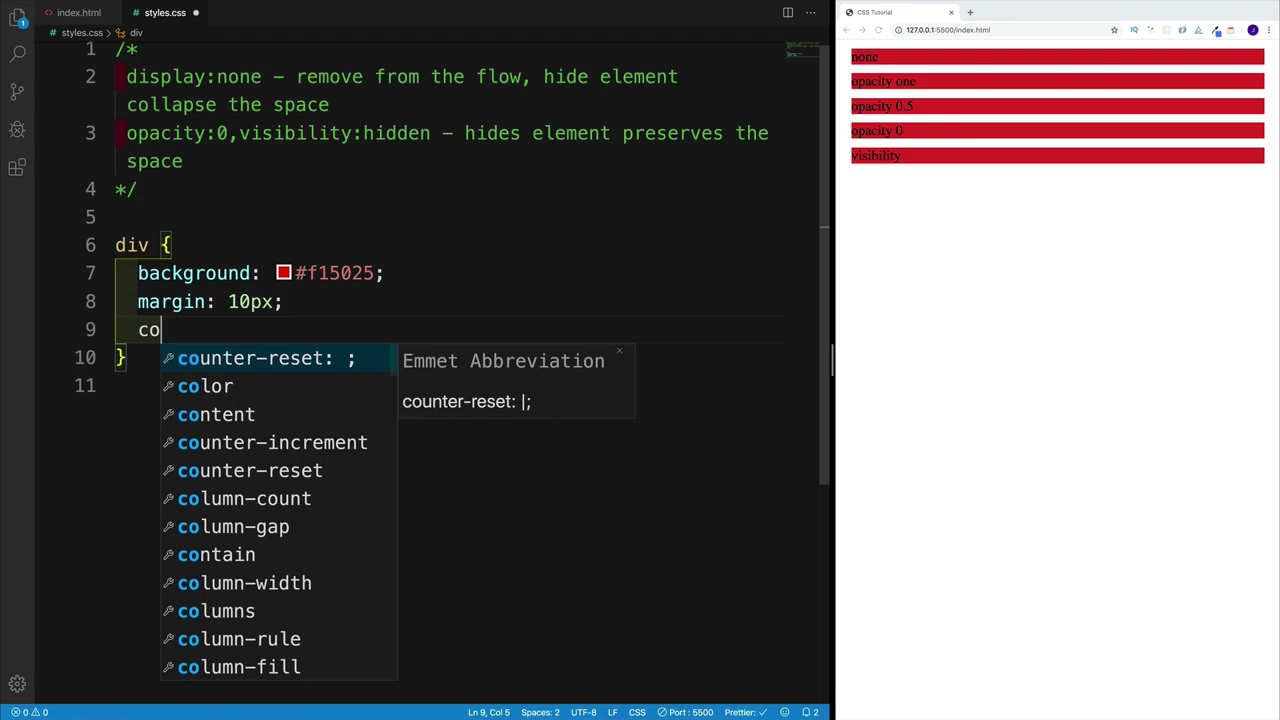 index.html
styles.css
styles.css > div
1 /*
2 display:none - remove from the flow, hide element
collapse the space
3 opacity:0,visibility:hidden - hides element preserves the
space
4 */
5
6 div {
7 background: #f15025;
8 margin: 10px;
9 co
10 }
11
counter-reset: ;
color
content
counter-increment
counter-reset
column-count
column-gap
contain
column-width
columns
column-rule
column-fill
Emmet Abbreviation
counter-reset: |;
1
0 0
Ln 9, Col 5
Spaces: 2
UTF-8
LF
CSS
Port : 5500
Prettier: ✓
2
CSS Tutorial
127.0.0.1:5500/index.html
IQ
J
none
opacity one
opacity 0.5
opacity 0
visibility